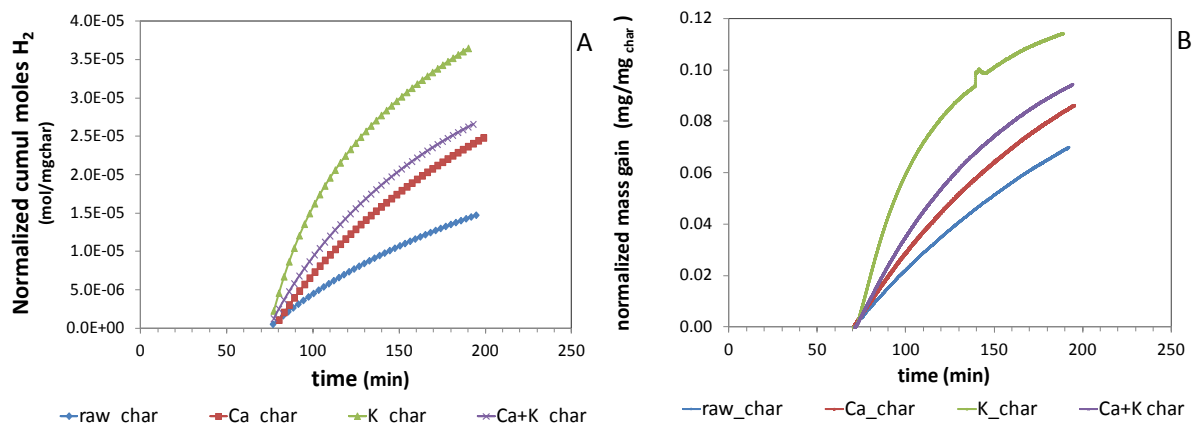 Normalized cumul moles H₂
(mol/mgchar)
4.0E-05
3.5E-05
3.0E-05
2.5E-05
2.0E-05
1.5E-05
1.0E-05
5.0E-06
0.0E+00
0 50 100 150 200 250
time (min)
A
raw char Ca char K char Ca+K char
normalized mass gain (mg/mg char)
0.12
0.10
0.08
0.06
0.04
0.02
0.00
0 50 100 150 200 250
time (min)
B
raw_char Ca_char K_char Ca+K char